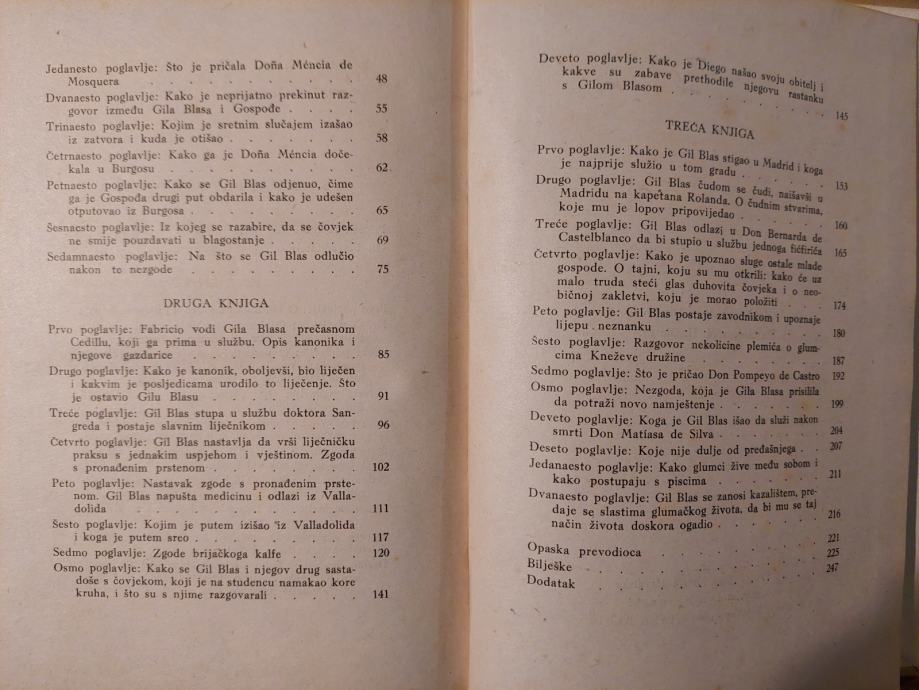 Jedanesto poglavlje: Što je pričala Doña Méncia de
Mosquera . . . . . . . . . . . 48
Dvanaesto poglavlje: Kako je neprijatno prekinut raz-
govor između Gila Blasa i Gospođe . . . . 55
Trinaesto poglavlje: Kojim je sretnim slučajem izašao
iz zatvora i kuda je otišao . . . . . . . 58
Četrnaesto poglavlje: Kako ga je Doña Méncia doče-
kala u Burgosu . . . . . . . . . . 62
Petnaesto poglavlje: Kako se Gil Blas odjenuo, čime
ga je Gospođa drugi put obdarila i kako je udešen
otputovao iz Burgosa . . . . . . . . . 65
Šesnaesto poglavlje: Iz kojeg se razabire, da se čovjek
ne smije pouzdavati u blagostanje . . . . . 69
Sedamnaesto poglavlje: Na što se Gil Blas odlučio
nakon te nezgode . . . . . . . . . 75
DRUGA KNJIGA
Prvo poglavlje: Fabricio vodi Gila Blasa prečasnom
Cedillu, koji ga prima u službu. Opis kanonika i
njegove gazdarice . . . . . . . . . 85
Drugo poglavlje: Kako je kanonik, obolјevši, bio liječen
i kakvim je posljedicama urodilo to liječenje. Što
je ostavio Gilu Blasu . . . . . . . . 91
Treće poglavlje: Gil Blas stupa u službu doktora San-
greda i postaje slavnim liječnikom . . . . . 96
Četvrto poglavlje: Gil Blas nastavlja da vrši liječničku
praksu s jednakim uspjehom i vještinom. Zgoda
s pronađenim prstenom . . . . . . . 102
Peto poglavlje: Nastavak zgode s pronađenim prste-
nom. Gil Blas napušta medicinu i odlazi iz Valla-
dolida . . . . . . . . . . . . 111
Šesto poglavlje: Kojim je putem izišao iz Valladolida
i koga je putem sreo . . . . . . . . 117
Sedmo poglavlje: Zgode brijačkoga kalfe . . . . 120
Osmo poglavlje: Kako se Gil Blas i njegov drug sasta-
doše s čovjekom, koji je na studencu namakao kore
kruha, i što su s njime razgovarali . . . . . 141
Deveto poglavlje: Kako je Diego našao svoju obitelj i
kakve su zabave prethodile njegovu rastanku
s Gilom Blasom . . . . . . . . . 145
TREĆA KNJIGA
Prvo poglavlje: Kako je Gil Blas stigao u Madrid i koga
je najprije služio u tom gradu . . . . . . 153
Drugo poglavlje: Gil Blas čudom se čudi, naišavši u
Madridu na kapetana Rolanda. O čudnim stvarima,
koje mu je lopov pripovijedao . . . . . . 160
Treće poglavlje: Gil Blas odlazi u Don Bernarda de
Castelblanco da bi stupio u službu jednoga fićfirića 165
Četvrto poglavlje: Kako je upoznao sluge ostale mlade
gospode. O tajni, koju su mu otkrili: kako će uz
malo truda steći glas duhovita čovjeka i o neo-
bičnoj zakletvi, koju je morao položiti . . . . 174
Peto poglavlje: Gil Blas postaje zavodnikom i upoznaje
lijepu neznanku . . . . . . . . . 180
Šesto poglavlje: Razgovor nekolicine plemića o glum-
cima Kneževe družine . . . . . . . 187
Sedmo poglavlje: Što je pričao Don Pompeyo de Castro 192
Osmo poglavlje: Nezgoda, koja je Gila Blasa prisilila
da potraži novo namještenje . . . . . . 199
Deveto poglavlje: Koga je Gil Blas išao da služi nakon
smrti Don Matíasa de Silva . . . . . . . 204
Deseto poglavlje: Koje nije dulje od pređašnjega . . 207
Jedanaesto poglavlje: Kako glumci žive među sobom i
kako postupaju s piscima . . . . . . . 211
Dvanaesto poglavlje: Gil Blas se zanosi kazalištem, pre-
daje se slastima glumačkog života, da bi mu se taj
način života doskora ogadio . . . . . . . 216
Opaska prevodioca . . . . . . . . . 221
Bilješke . . . . . . . . . . . 225
Dodatak . . . . . . . . . . . 247